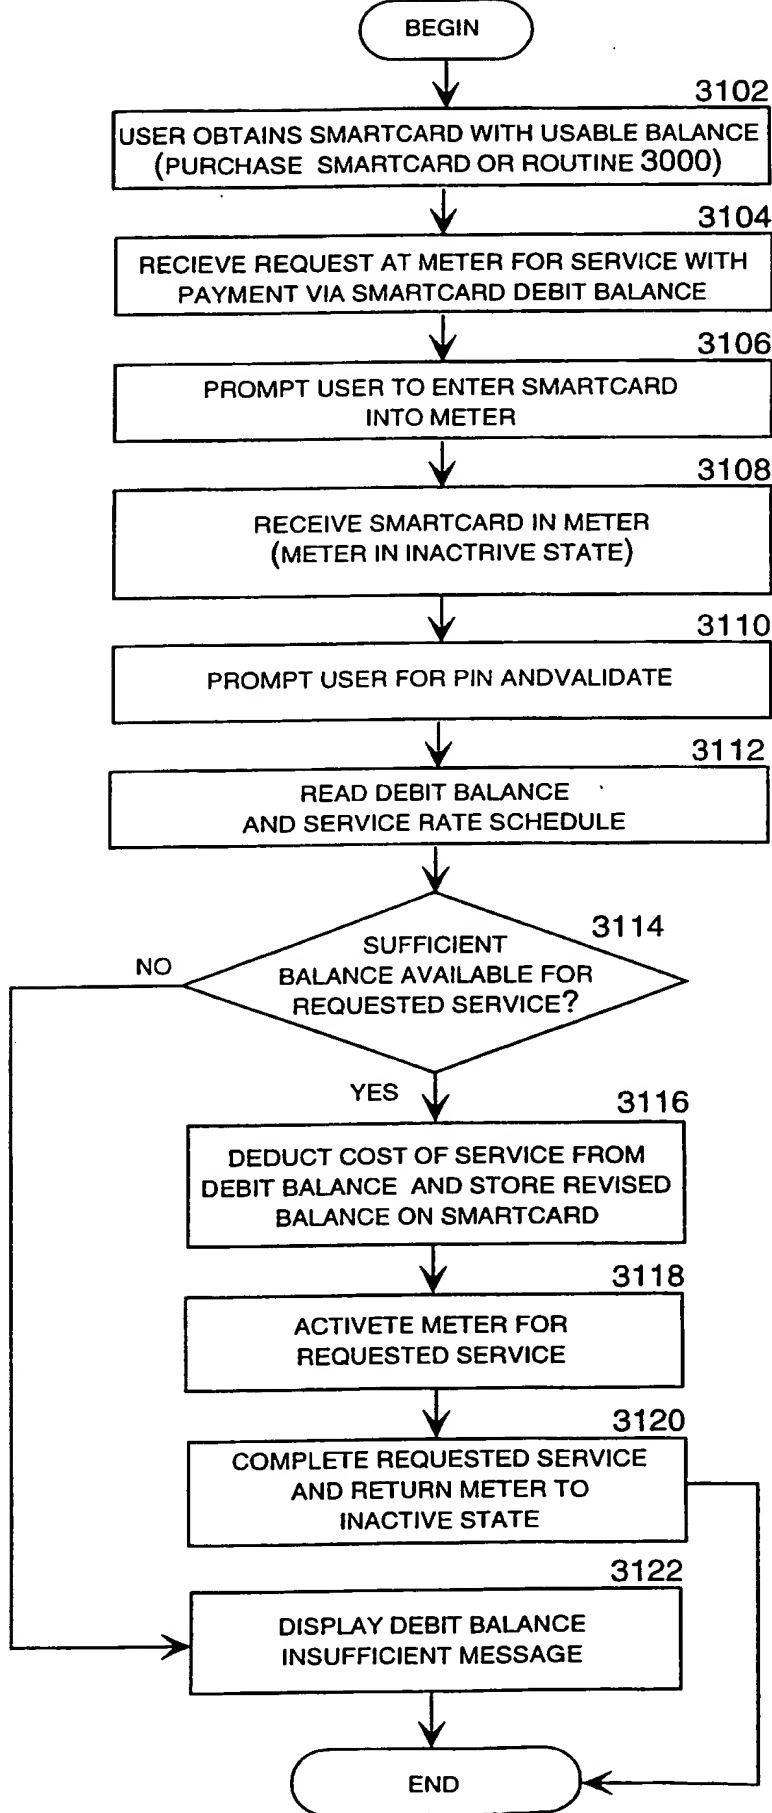 BEGIN
3102
USER OBTAINS SMARTCARD WITH USABLE BALANCE
(PURCHASE SMARTCARD OR ROUTINE 3000)
3104
RECIEVE REQUEST AT METER FOR SERVICE WITH
PAYMENT VIA SMARTCARD DEBIT BALANCE
3106
PROMPT USER TO ENTER SMARTCARD
INTO METER
3108
RECEIVE SMARTCARD IN METER
(METER IN INACTRIVE STATE)
3110
PROMPT USER FOR PIN ANDVALIDATE
3112
READ DEBIT BALANCE
AND SERVICE RATE SCHEDULE
3114
SUFFICIENT
BALANCE AVAILABLE FOR
REQUESTED SERVICE?
NO
YES
3116
DEDUCT COST OF SERVICE FROM
DEBIT BALANCE AND STORE REVISED
BALANCE ON SMARTCARD
3118
ACTIVETE METER FOR
REQUESTED SERVICE
3120
COMPLETE REQUESTED SERVICE
AND RETURN METER TO
INACTIVE STATE
3122
DISPLAY DEBIT BALANCE
INSUFFICIENT MESSAGE
END